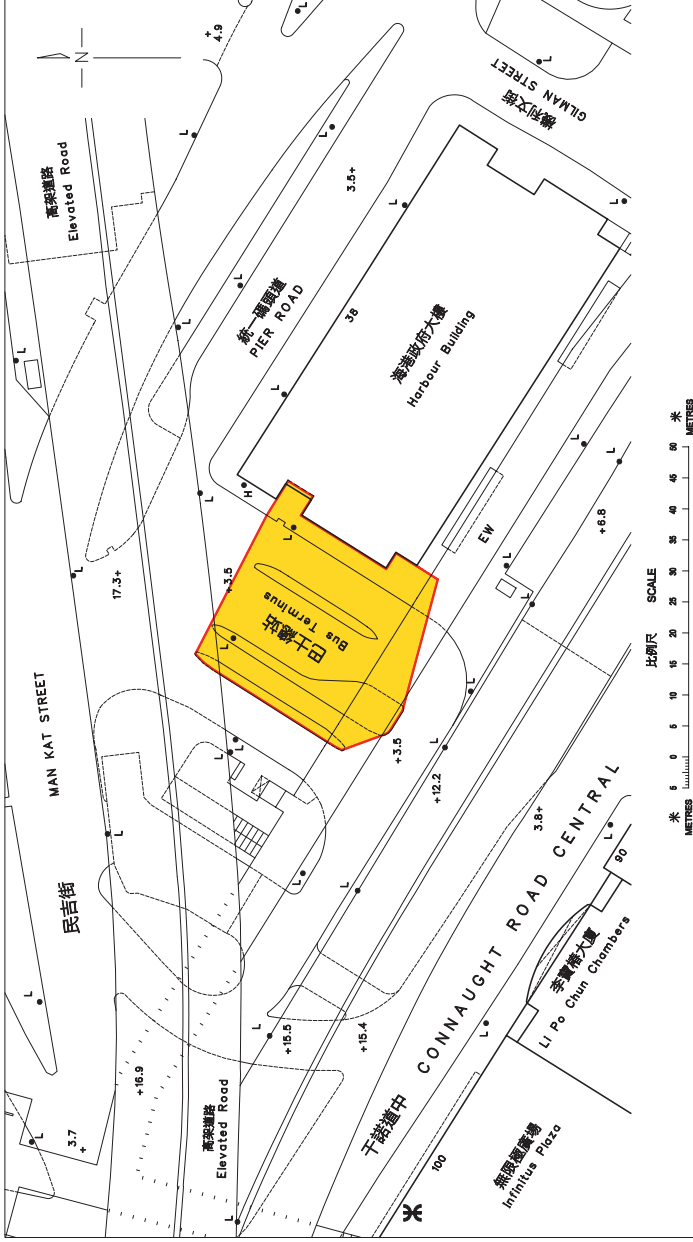 +4.9
N
高架道路
Elevated Road
L
L
L
機利文街
GILMAN STREET
L
3.5+
L
L
L
L
統一碼頭道
PIER ROAD
38
海港政府大樓
Harbour Building
L
L
L
H
L
L
17.3+
+3.5
巴士總站
Bus Terminus
L
EW
L
L
+6.8
L
L
MAN KAT STREET
民吉街
L
L
L
+3.5
L
L
+12.2
L
L
3.8+
L
L
+15.5
+15.4
+16.9
3.7
+
L
高架道路
Elevated Road
L
干諾道中
CONNAUGHT ROAD CENTRAL
L
L
90
李寶椿大廈
Li Po Chun Chambers
100
無限極廣場
Infinitus Plaza
比例尺 SCALE
米 METRES 5 0 5 10 15 20 25 30 35 40 45 50 米 METRES